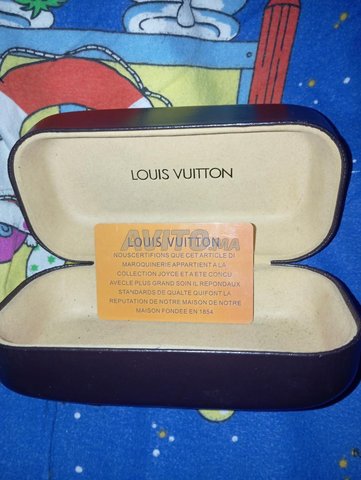 LOUIS VUITTON
AVITO.MA
LOUIS VUITTON
NOUSCERTIFIONS QUE CET ARTICLE DI
MAROQUINERIE APPARTIENT A LA
COLLECTION JOYCE ET A ETE CONCU
AVECLE PLUS GRAND SOIN IL REPONDAUX
STANDARDS DE QUALTE QUIFONT LA
REPUTATION DE NOTRE MAISON DE NOTRE
MAISON FONDEE EN 1854